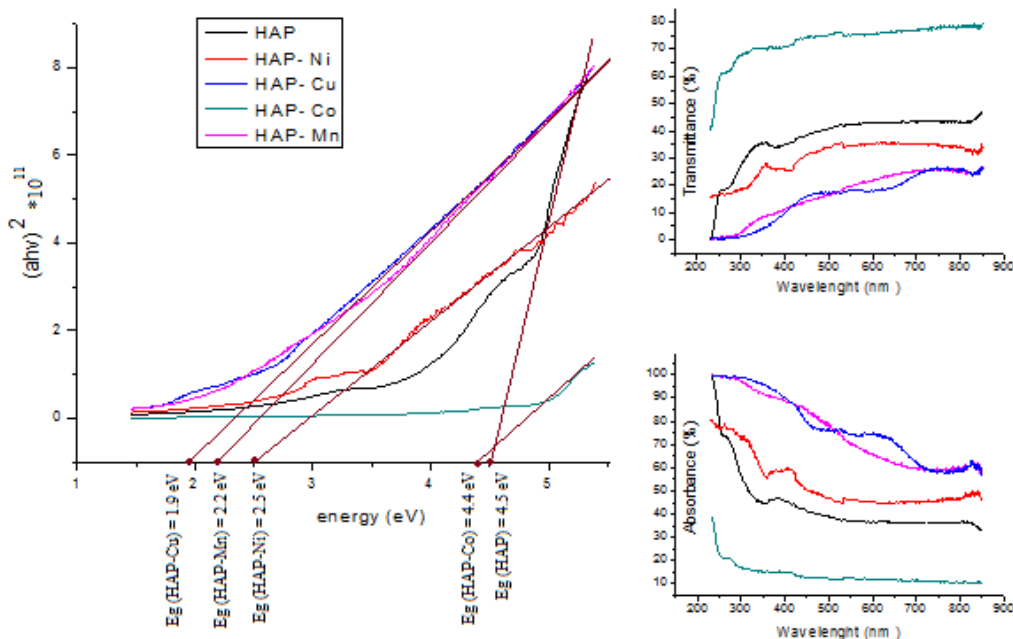 HAP
HAP- Ni
HAP- Cu
HAP- Co
HAP- Mn
(ahν) 2 *10 11
8
6
4
2
0
1
2
3
4
5
energy (eV)
Eg (HAP-Cu) = 1.9 eV
Eg (HAP-Mn) = 2.2 eV
Eg (HAP-Ni) = 2.5 eV
Eg (HAP-Co) = 4.4 eV
Eg (HAP) = 4.5 eV
Transmittance (%)
80
70
60
50
40
30
20
10
0
200 300 400 500 600 700 800 900
Wavelenght (nm )
Absorbance (%)
100
90
80
70
60
50
40
30
20
10
200 300 400 500 600 700 800 900
Wavelenght (nm )